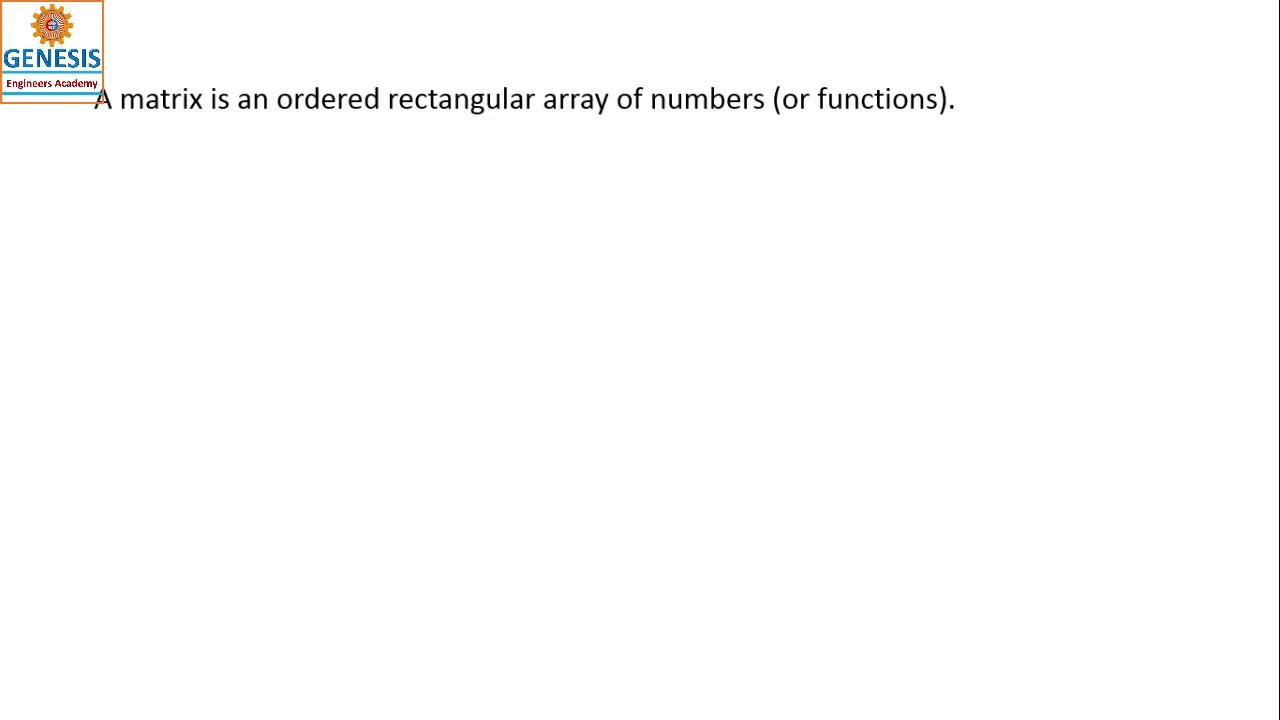 GENESIS
Engineers Academy
A matrix is an ordered rectangular array of numbers (or functions).